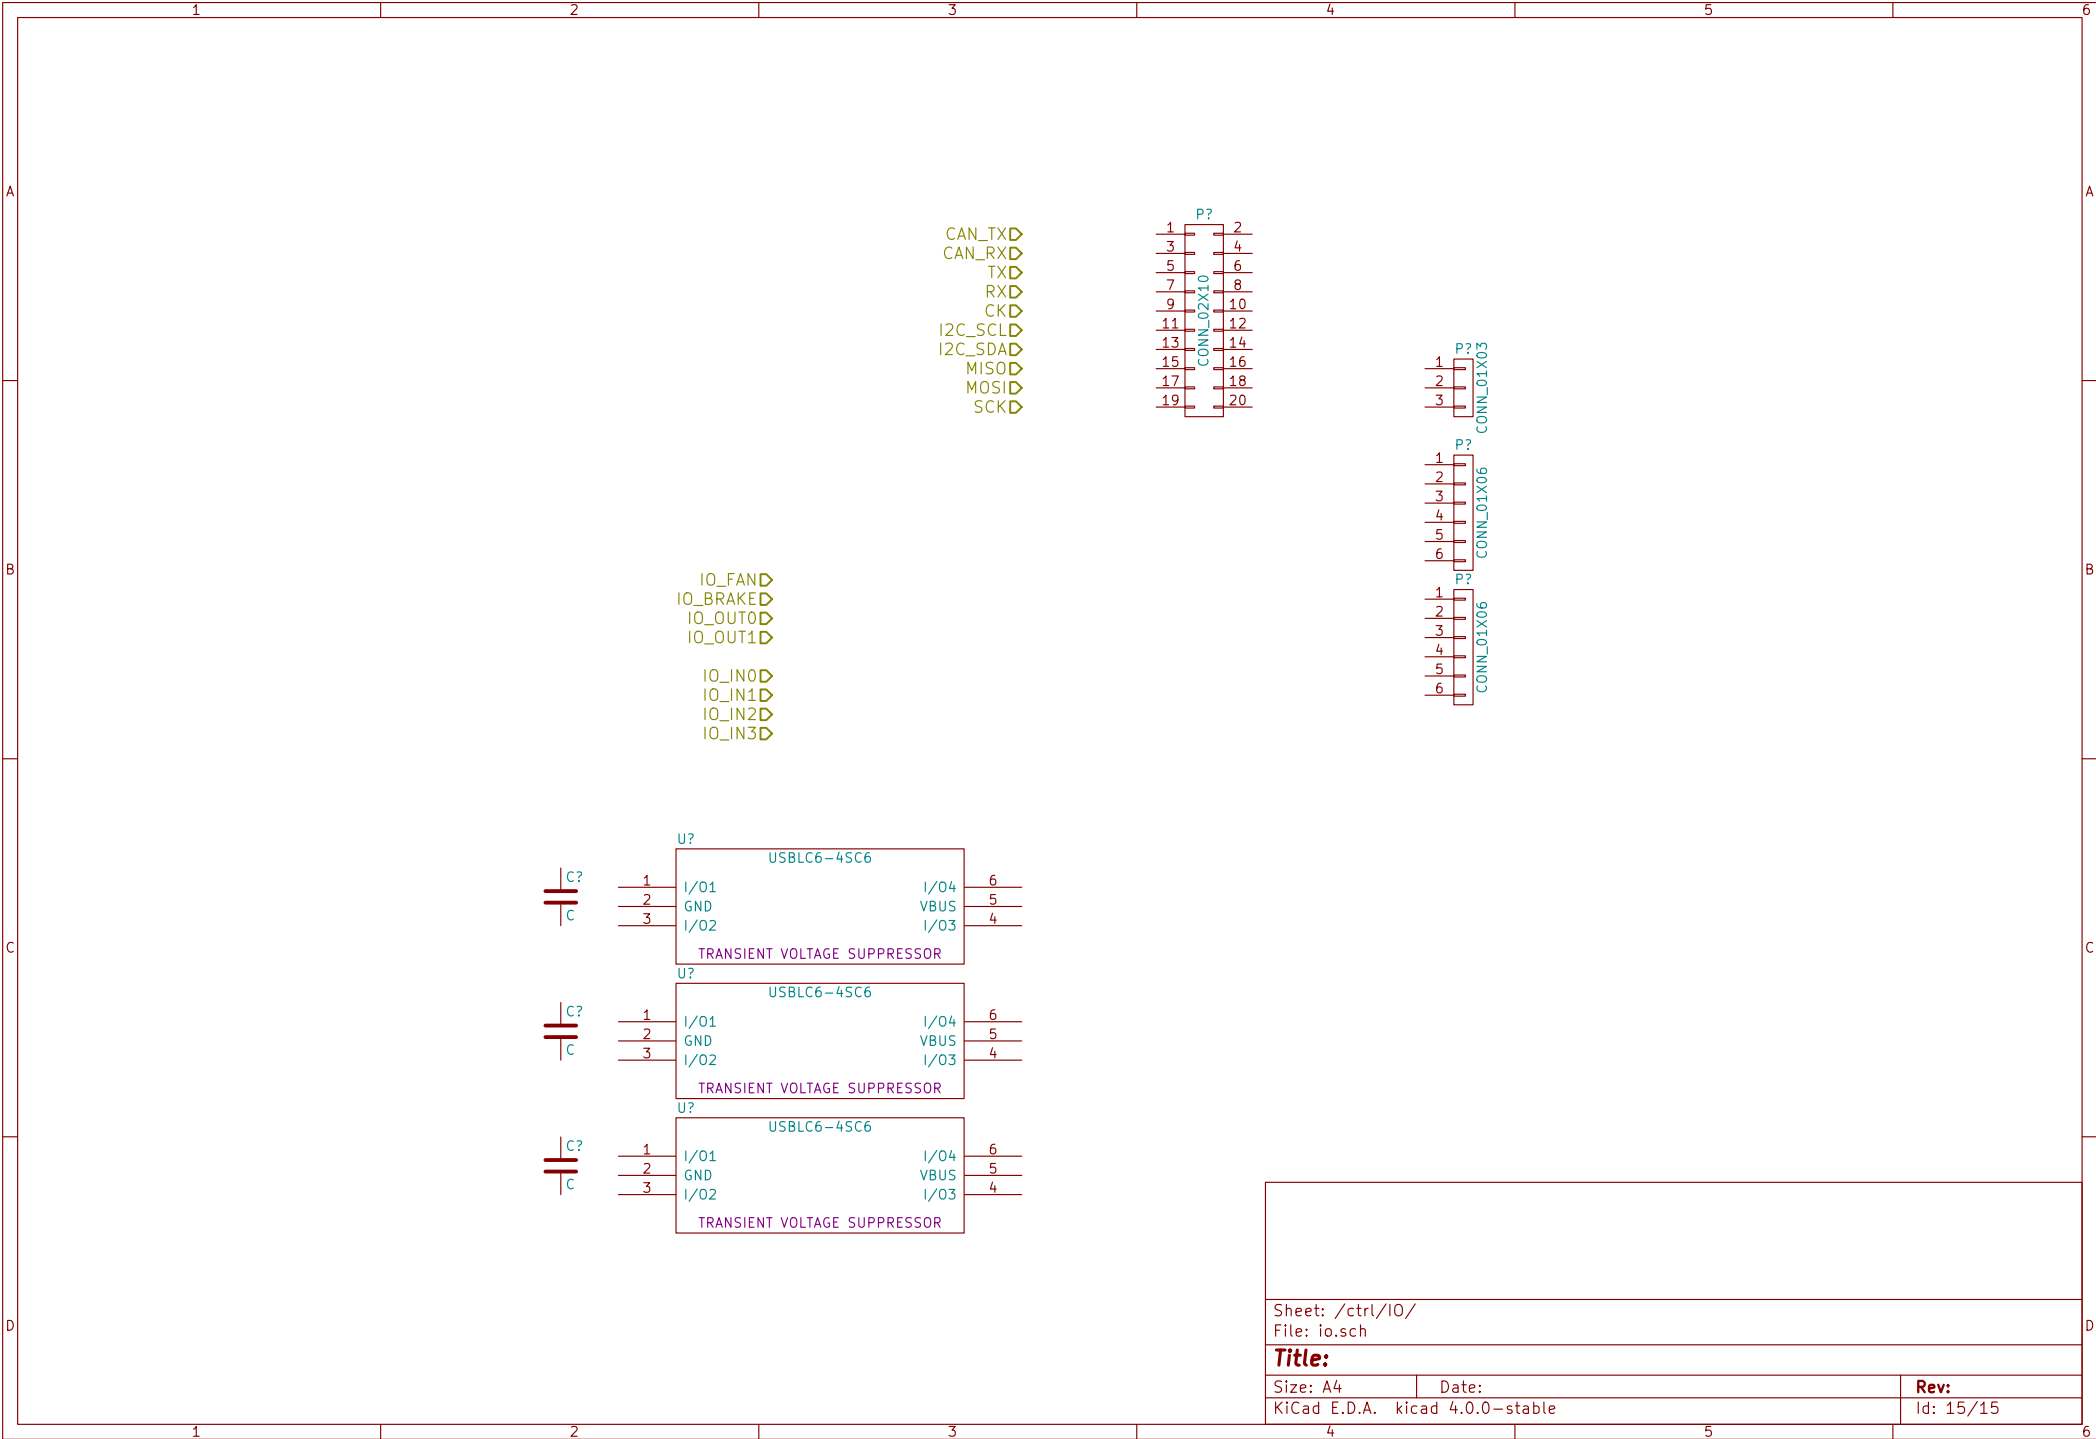 1 2 3 4 5 6
A A
B B
C C
D D
P?
CAN_TX
CAN_RX
TX
RX
CK
I2C_SCL
I2C_SDA
MISO
MOSI
SCK
1 2
3 4
5 6
7 8
9 10
11 12
13 14
15 16
17 18
19 20
CONN_02X10
P?
1
2
3
CONN_01X03
P?
1
2
3
4
5
6
CONN_01X06
P?
1
2
3
4
5
6
CONN_01X06
IO_FAN
IO_BRAKE
IO_OUT0
IO_OUT1
IO_IN0
IO_IN1
IO_IN2
IO_IN3
U?
USBLC6-4SC6
C?
C
1 I/O1 I/O4 6
2 GND VBUS 5
3 I/O2 I/O3 4
TRANSIENT VOLTAGE SUPPRESSOR
U?
USBLC6-4SC6
C?
C
1 I/O1 I/O4 6
2 GND VBUS 5
3 I/O2 I/O3 4
TRANSIENT VOLTAGE SUPPRESSOR
U?
USBLC6-4SC6
C?
C
1 I/O1 I/O4 6
2 GND VBUS 5
3 I/O2 I/O3 4
TRANSIENT VOLTAGE SUPPRESSOR
Sheet: /ctrl/IO/
File: io.sch
Title:
Size: A4 Date: Rev:
KiCad E.D.A. kicad 4.0.0-stable Id: 15/15
1 2 3 4 5 6